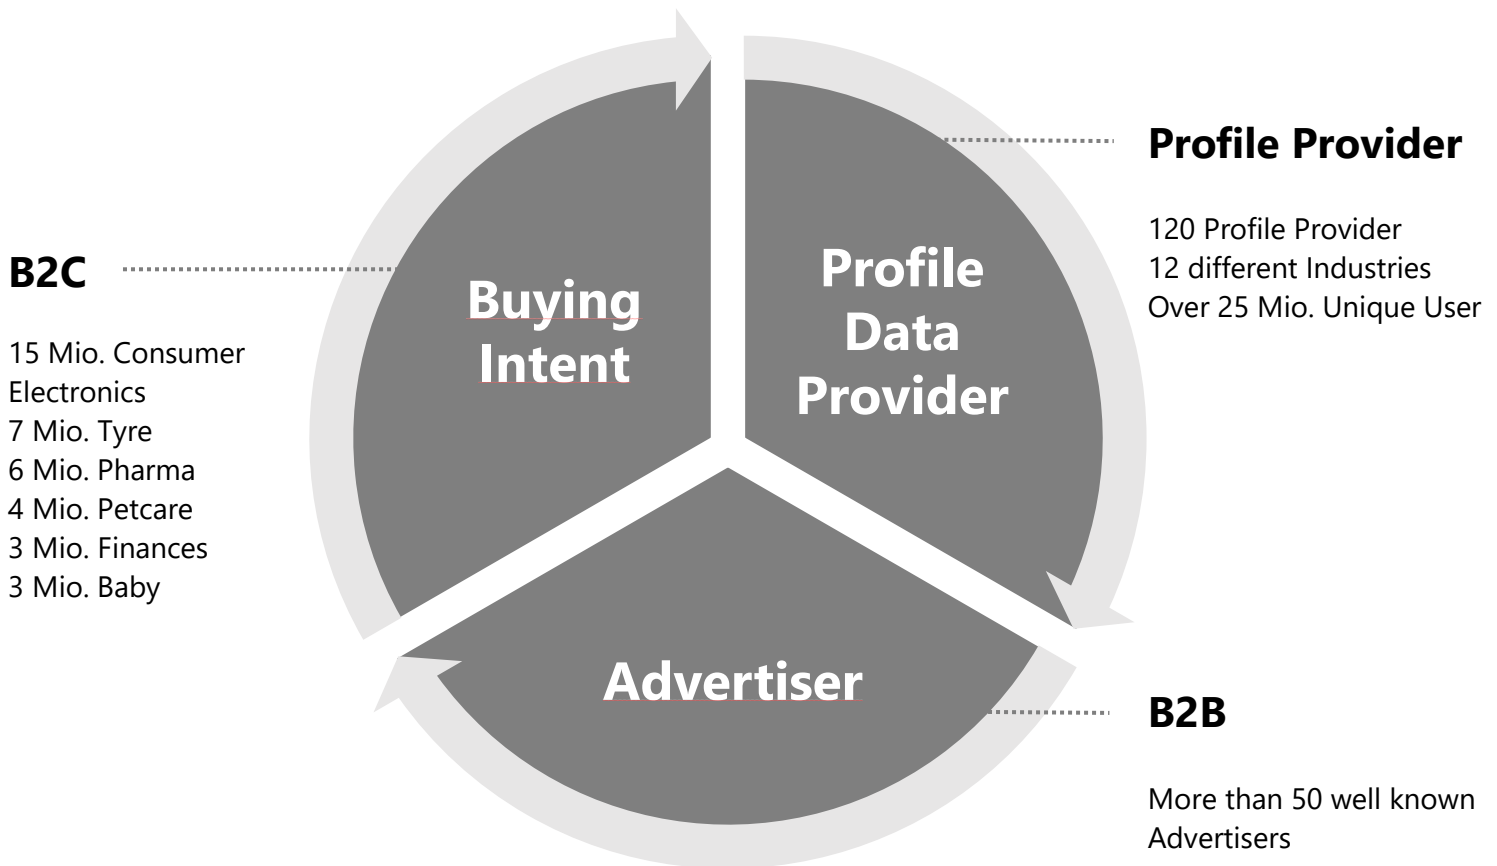 B2C
15 Mio. Consumer
Electronics
7 Mio. Tyre
6 Mio. Pharma
4 Mio. Petcare
3 Mio. Finances
3 Mio. Baby
Buying
Intent
Profile
Data
Provider
Advertiser
Profile Provider
120 Profile Provider
12 different Industries
Over 25 Mio. Unique User
B2B
More than 50 well known
Advertisers